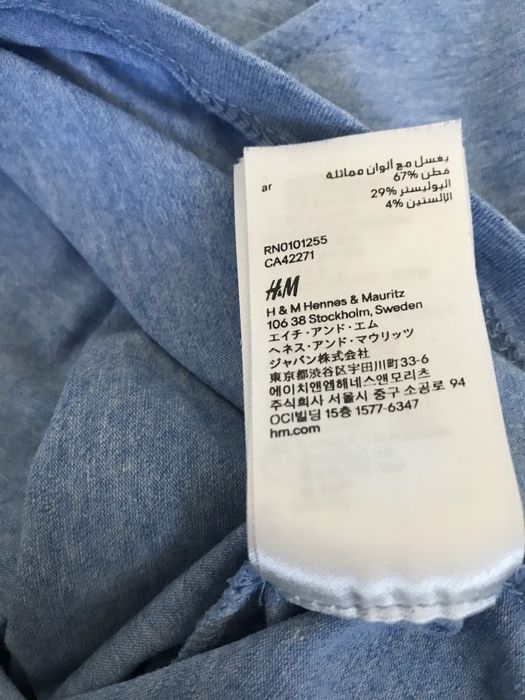 يغسل مع ألوان مماثلة
ar
67% قطن
29% البوليستر
4% الإلستين
RN0101255
CA42271
H&M
H & M Hennes & Mauritz
106 38 Stockholm, Sweden
エイチ・アンド・エム
ヘネス・アンド・マウリッツ
ジャパン株式会社
東京都渋谷区宇田川町33-6
에이치앤엠헤네스앤모리츠
주식회사 서울시 중구 소공로 94
OCI빌딩 15층 1577-6347
hm.com